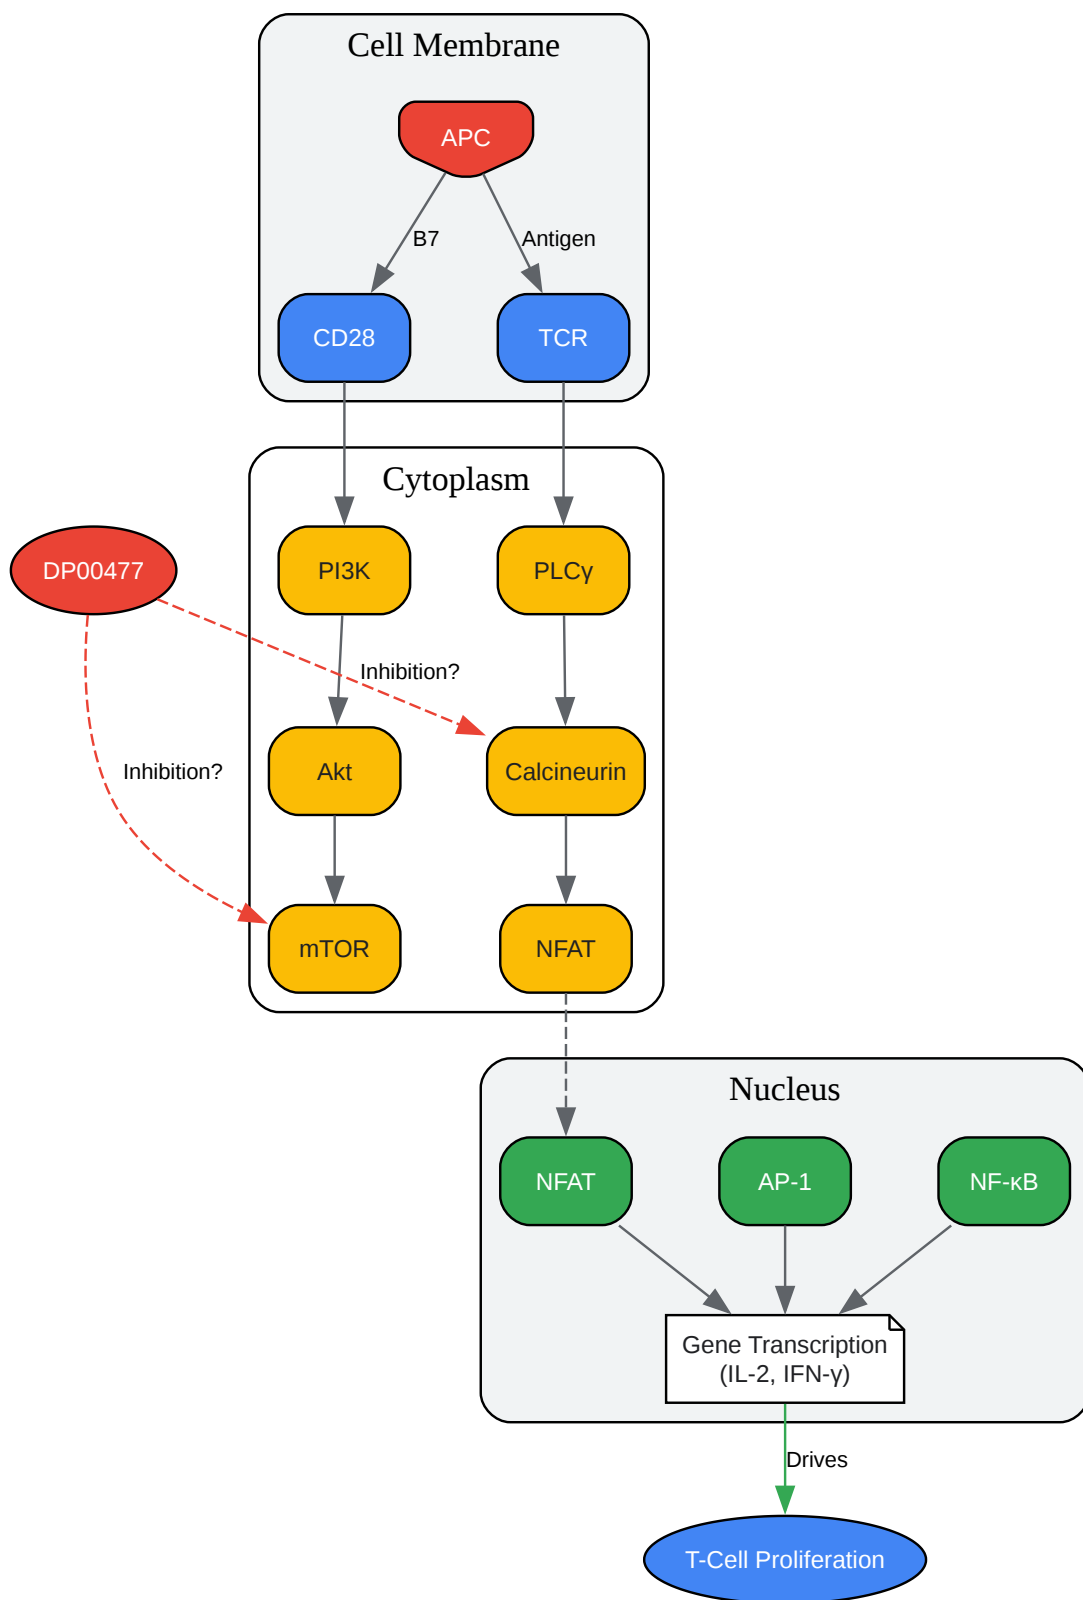 Cell Membrane
APC
B7
Antigen
CD28
TCR
Cytoplasm
DP00477
PI3K
PLCγ
Inhibition?
Inhibition?
Akt
Calcineurin
mTOR
NFAT
Nucleus
NFAT
AP-1
NF-κB
Gene Transcription
(IL-2, IFN-γ)
Drives
T-Cell Proliferation